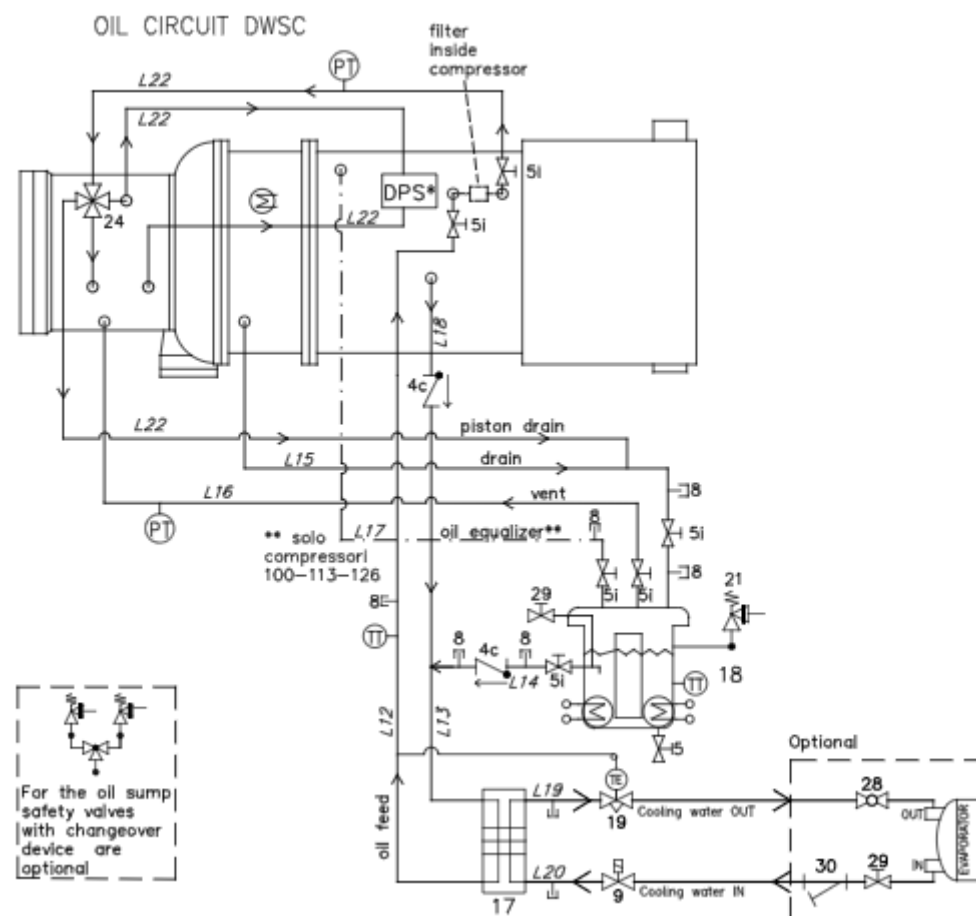 OIL CIRCUIT DWSC
filter
inside
compressor
PT
L22
L22
5i
DPS*
24
L22
5i
L18
4c
L22
piston drain
L15
drain
8
L16
vent
PT
** solo
compressori
100-113-126
L17
oil equalizer**
8
5i
8
21
5i
5i
29
8
TT
8
4c
8
L14
5i
TT
18
L12
L13
5
Optional
For the oil sump
safety valves
with changeover
device are
optional
oil feed
TE
L19
19
Cooling water OUT
28
OUT
EVAPORATOR
IN
L20
9
Cooling water IN
30
29
17